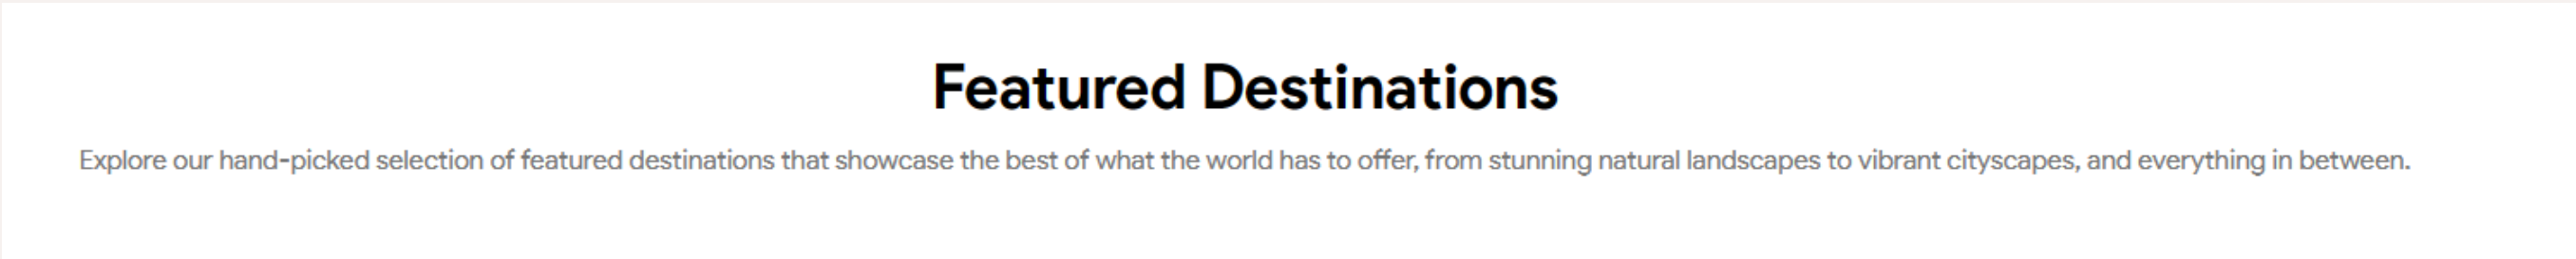 Featured Destinations
Explore our hand-picked selection of featured destinations that showcase the best of what the world has to offer, from stunning natural landscapes to vibrant cityscapes, and everything in between.